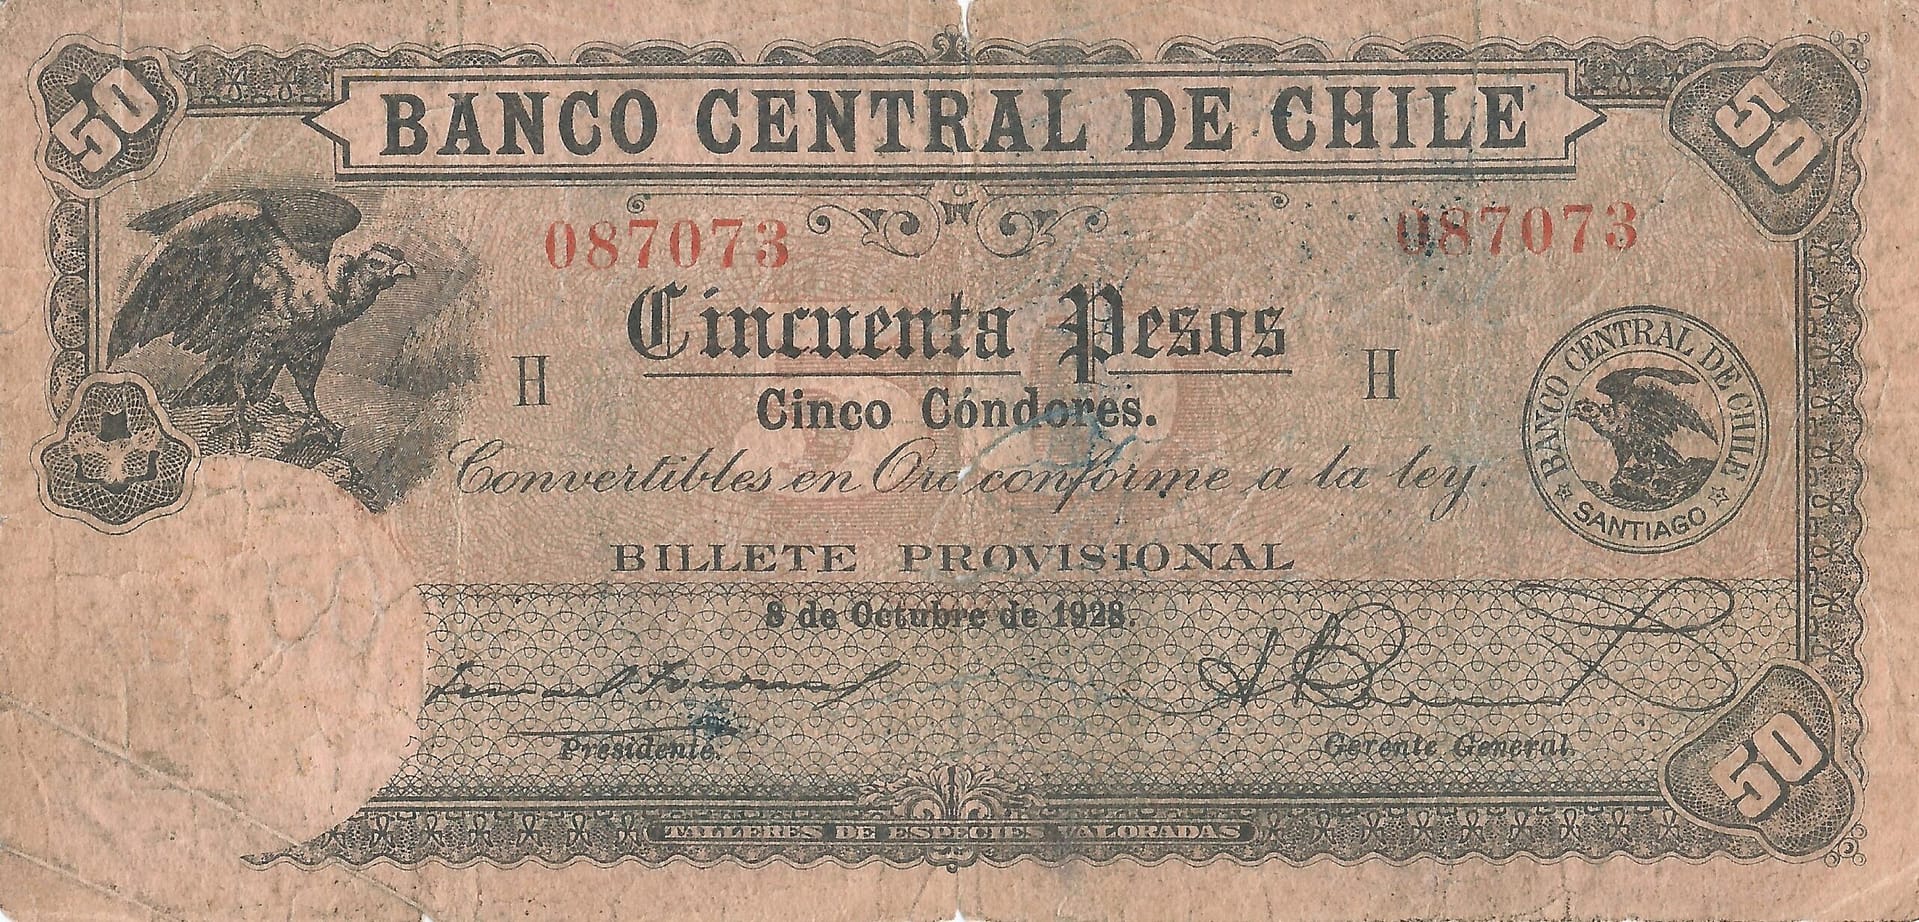 50
50
BANCO CENTRAL DE CHILE
087073
087073
Cincuenta Pesos
H
H
Cinco Cóndores.
Convertibles en Oro conforme a la ley.
BANCO CENTRAL DE CHILE
SANTIAGO
BILLETE PROVISIONAL
8 de Octubre de 1928.
Presidente.
Gerente General.
50
TALLERES DE ESPECIES VALORADAS